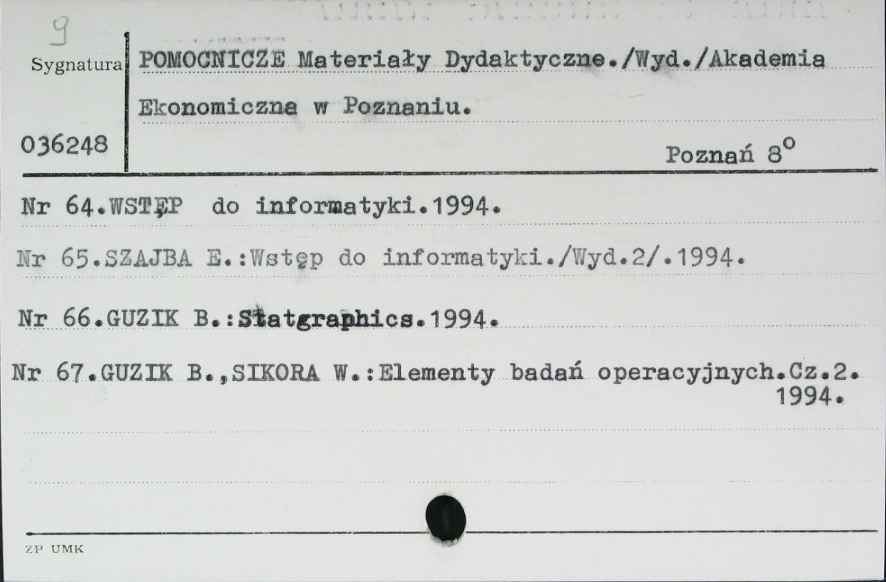 9
Sygnatura POMOCNICZE Materiały Dydaktyczne./Wyd./Akademia
Ekonomiczna w Poznaniu.
036248
Poznań 8⁰
Nr 64.WSTĘP do informatyki.1994.
Nr 65.SZAJBA E.:Wstęp do informatyki./Wyd.2/.1994.
Nr 66.GUZIK B.:Statgraphics.1994.
Nr 67.GUZIK B.,SIKORA W.:Elementy badań operacyjnych.Cz.2.
1994.
ZP UMK